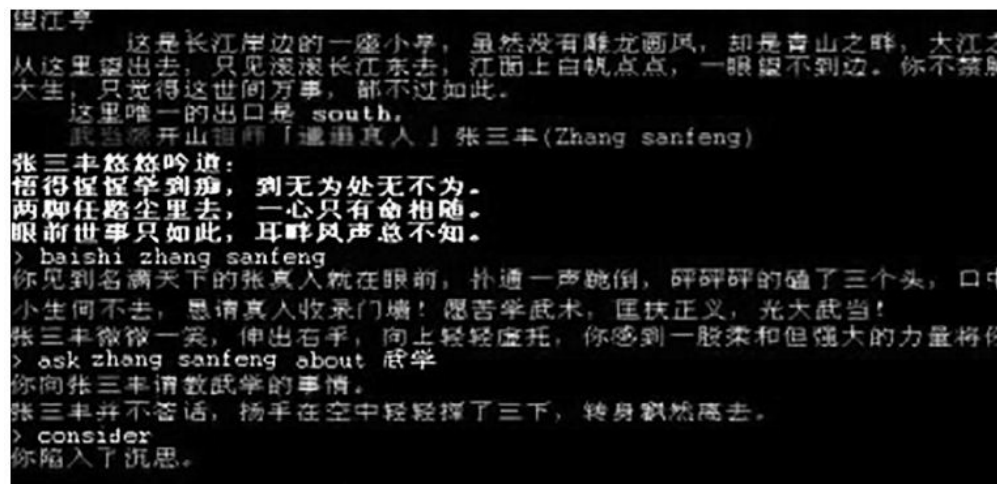 望江亭
这是长江岸边的一座小亭，虽然没有雕龙画凤，却是青山之畔，大江之
从这里望出去，只见滚滚长江东去，江面上白帆点点，一眼望不到边。你不禁
大生，只觉得这世间万事，都不过如此。
这里唯一的出口是 south。
武当派开山祖师「邋遢真人」张三丰(Zhang sanfeng)
张三丰悠悠吟道：
悟得惺惺学到痴，到无为处无不为。
两脚任踏尘里去，一心只有命相随。
眼前世事只如此，耳畔风声总不知。
> baishi zhang sanfeng
你见到名满天下的张真人就在眼前，扑通一声跪倒，砰砰砰的磕了三个头，口中
小生何不去，恳请真人收录门墙！愿苦学武术，匡扶正义，光大武当！
张三丰微微一笑，伸出右手，向上轻轻虚托，你感到一股柔和但强大的力量将你
> ask zhang sanfeng about 武学
你向张三丰请教武学的事情。
张三丰并不答话，扬手在空中轻轻挥了三下，转身飘然离去。
> consider
你陷入了沉思。